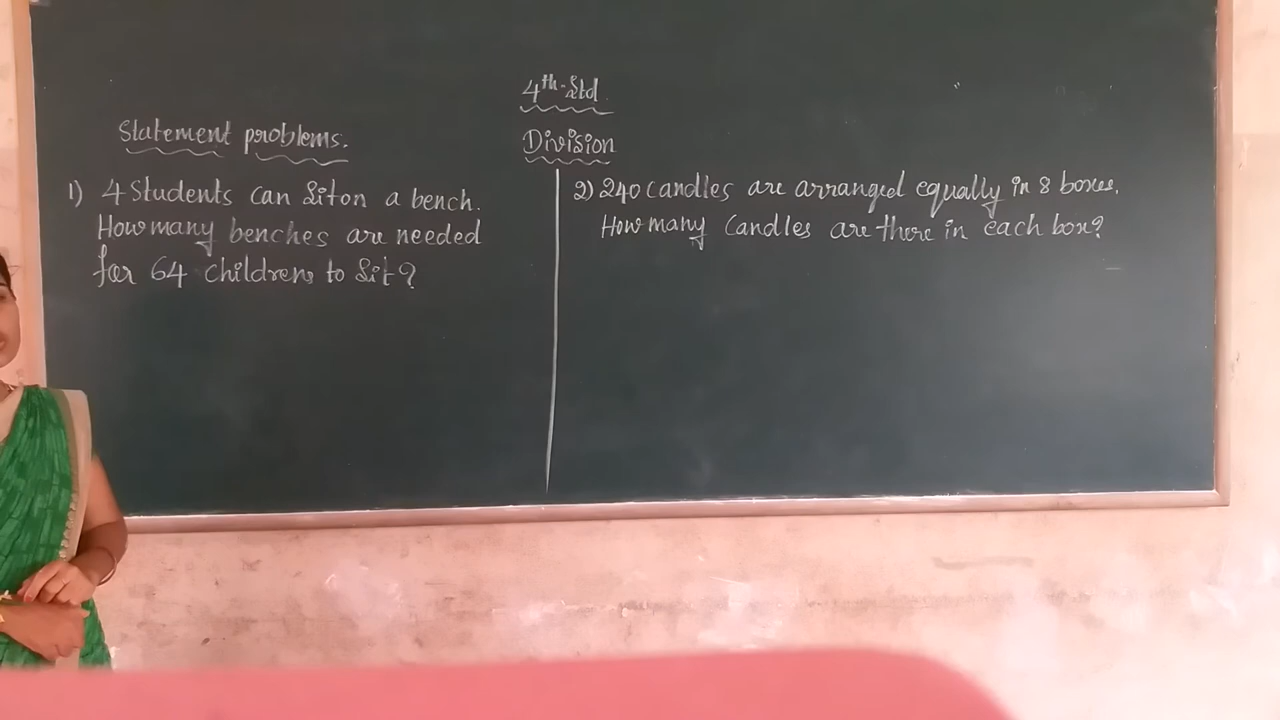 4th Std
Statement problems.
Division
1) 4 Students can Sit on a bench.
How many benches are needed
for 64 childrens to Sit?
2) 240 candles are arranged equally in 8 boxes.
How many Candles are there in each box?